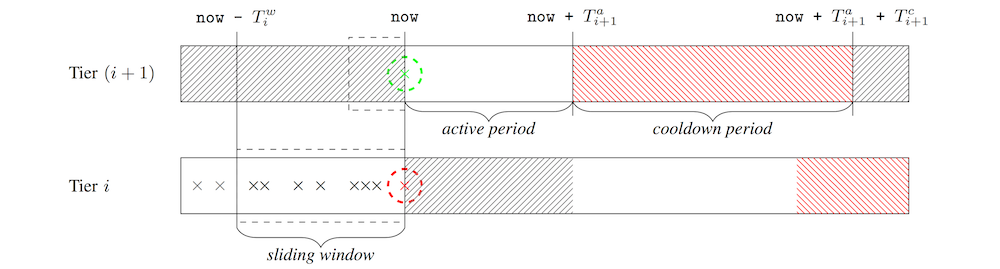 now - $T_i^w$ now now + $T_{i+1}^a$ now + $T_{i+1}^a$ + $T_{i+1}^c$
Tier $(i + 1)$
active period cooldown period
Tier $i$
sliding window